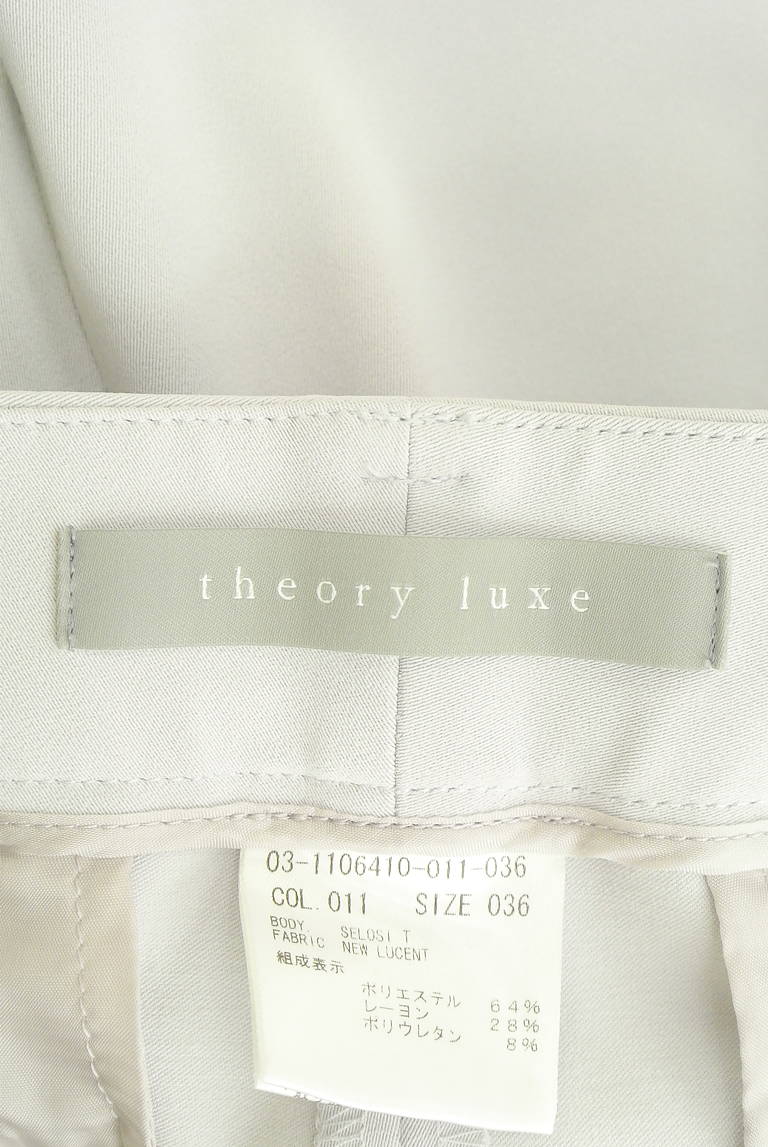 theory luxe
03-1106410-011-036
COL. 011 SIZE 036
BODY SELOSI T
FABRIC NEW LUCENT
組成表示
ポリエステル 64%
レーヨン 28%
ポリウレタン 8%